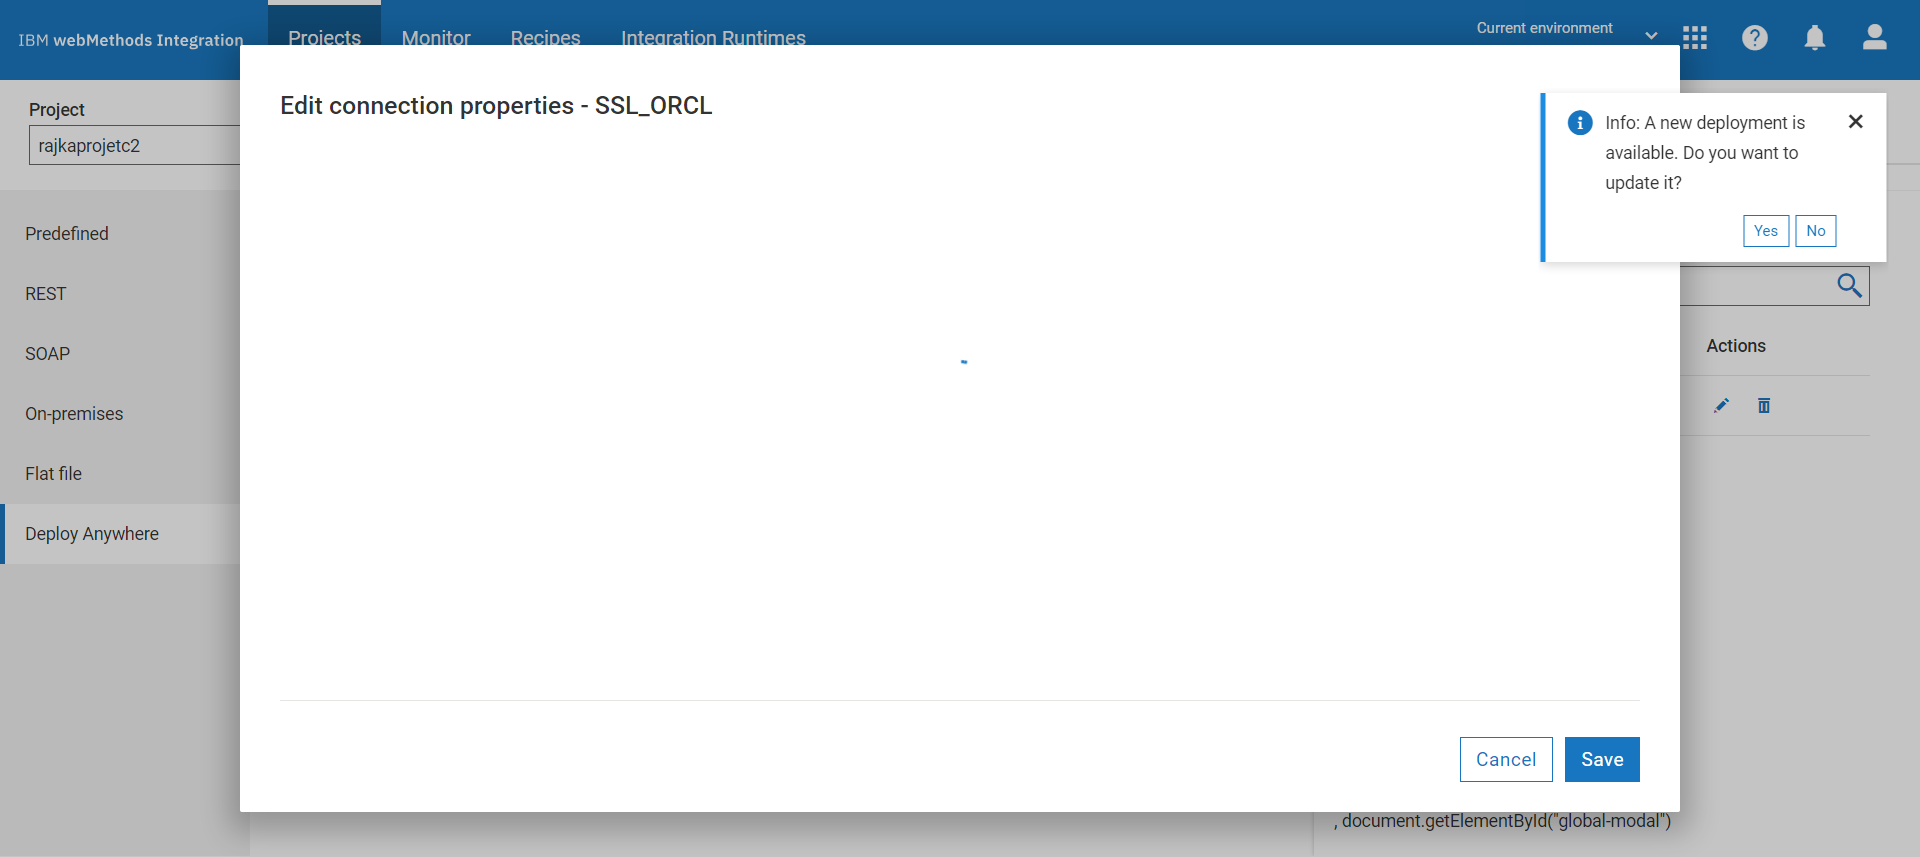 IBM webMethods Integration
Projects
Monitor
Recipes
Integration Runtimes
Current environment
Project
rajkaprojetc2
Predefined
REST
SOAP
On-premises
Flat file
Deploy Anywhere
Edit connection properties - SSL_ORCL
Info: A new deployment is
available. Do you want to
update it?
Yes
No
Actions
Cancel
Save
, document.getElementById("global-modal")